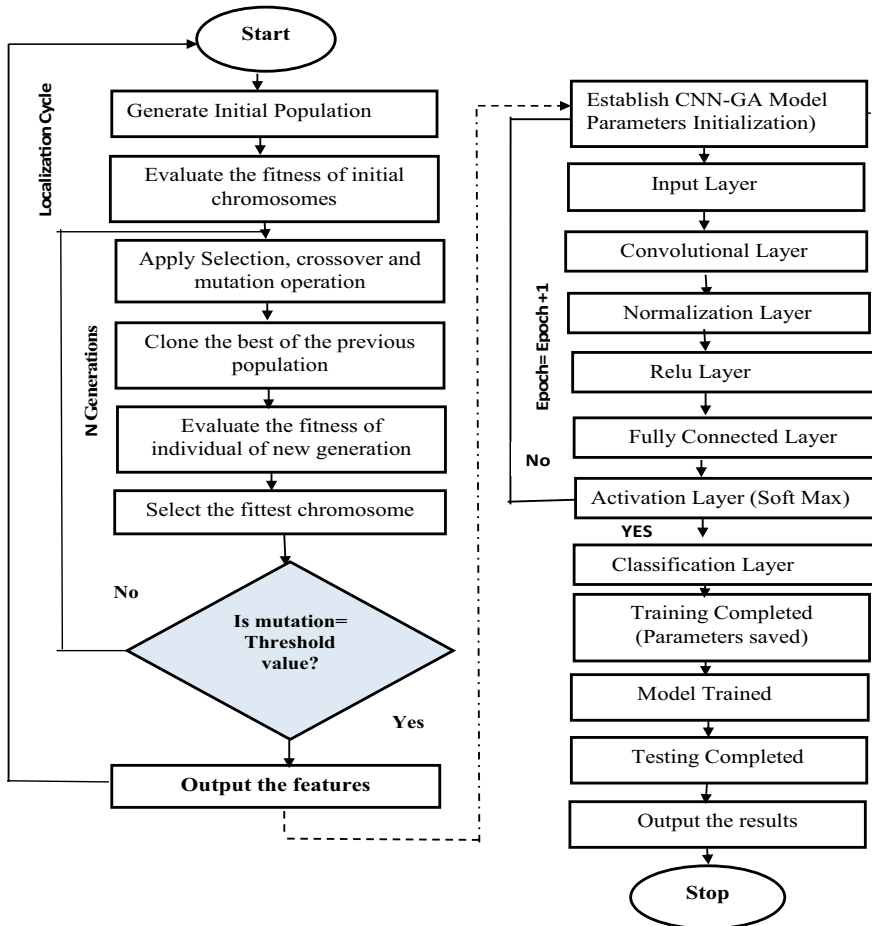 Start
Localization Cycle
Generate Initial Population
Evaluate the fitness of initial
chromosomes
Apply Selection, crossover and
mutation operation
Clone the best of the previous
population
N Generations
Evaluate the fitness of
individual of new generation
Select the fittest chromosome
No
Is mutation=
Threshold
value?
Yes
Output the features
Establish CNN-GA Model
Parameters Initialization)
Input Layer
Convolutional Layer
Normalization Layer
Epoch= Epoch +1
Relu Layer
Fully Connected Layer
No
Activation Layer (Soft Max)
YES
Classification Layer
Training Completed
(Parameters saved)
Model Trained
Testing Completed
Output the results
Stop